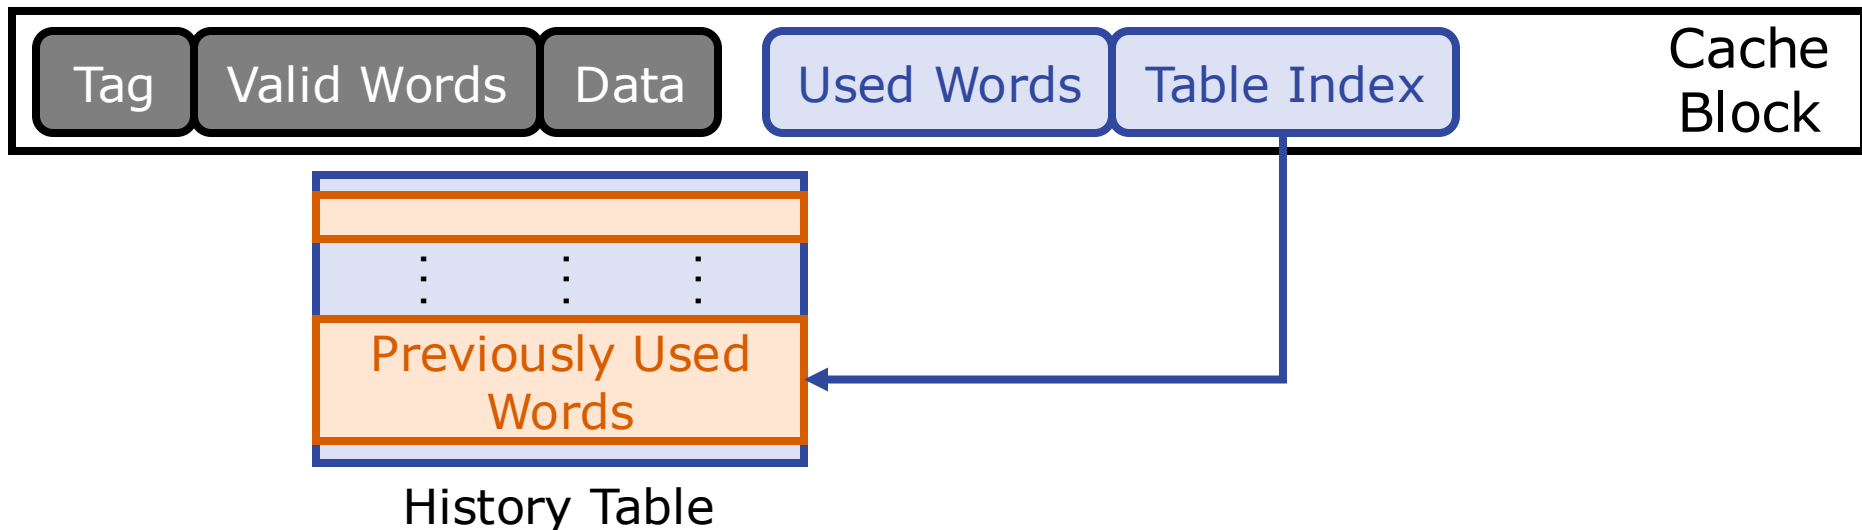 Tag Valid Words Data Used Words Table Index
Cache
Block
Previously Used
Words
History Table